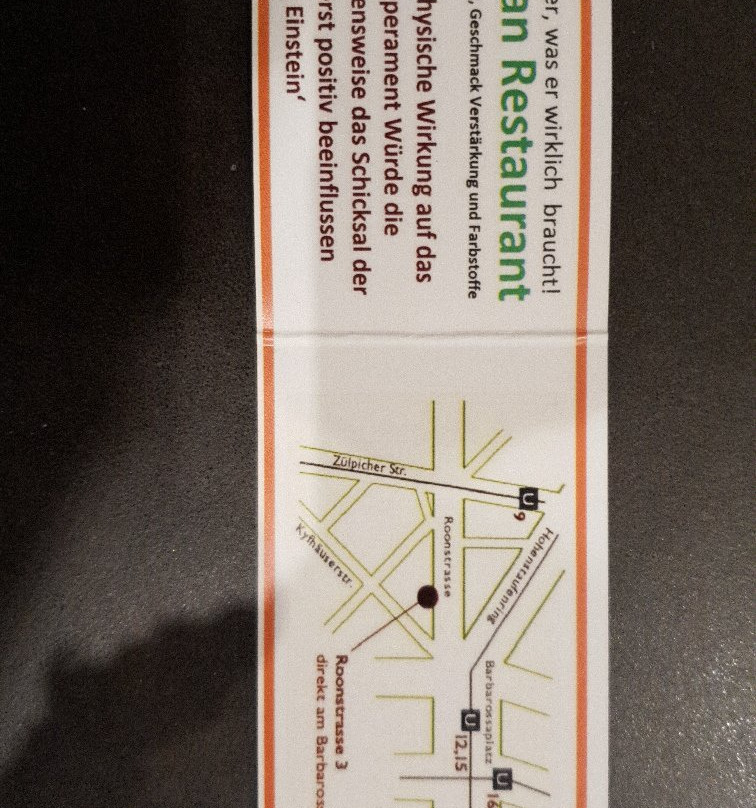 er, was er wirklich braucht!
an Restaurant
, Geschmack Verstärkung und Farbstoffe
hysische Wirkung auf das
perament Würde die
ensweise das Schicksal der
rst positiv beeinflussen
Einstein‘
U 9
Hohenstaufenring
Zülpicher Str.
Roonstrasse
Kyffhäuserstr.
Barbarossaplatz
U 12,15
U 16
Roonstrasse 3
direkt am Barbaros